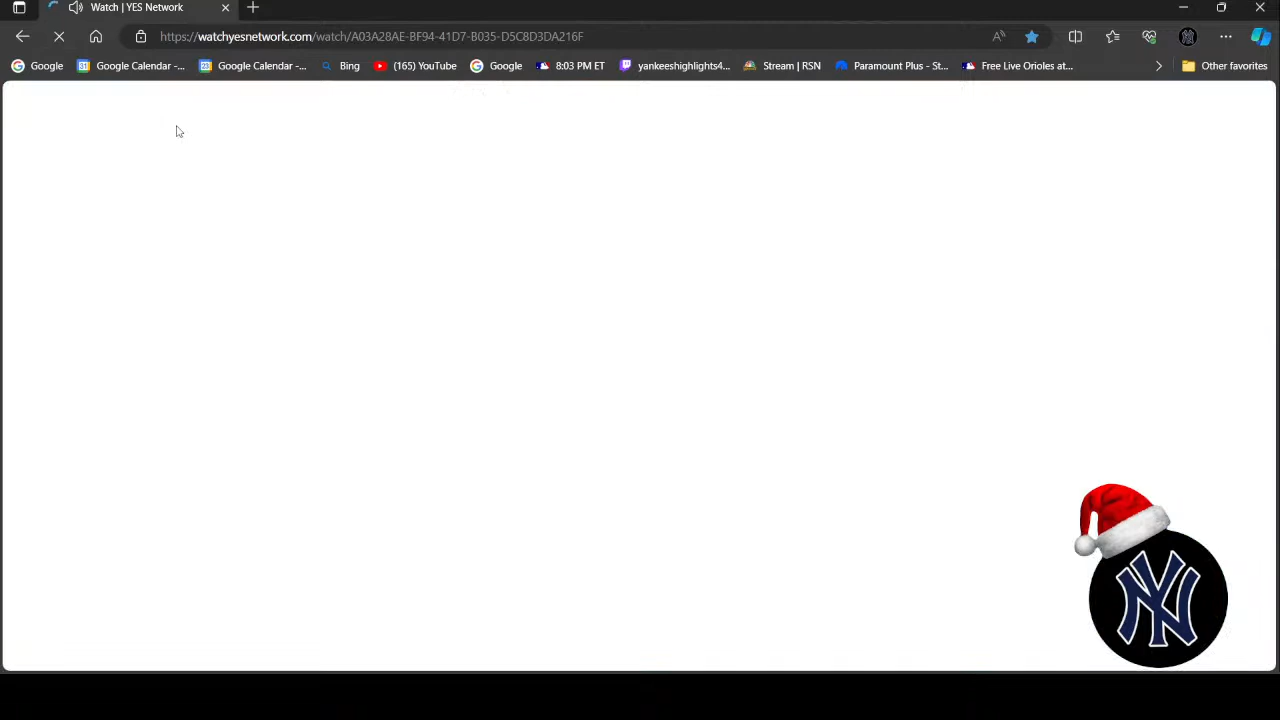 Watch | YES Network
https://watchyesnetwork.com/watch/A03A28AE-BF94-41D7-B035-D5C8D3DA216F
Google Google Calendar -... Google Calendar -... Bing (165) YouTube Google 8:03 PM ET yankeeshighlights4... Stream | RSN Paramount Plus - St... Free Live Orioles at... Other favorites
NY